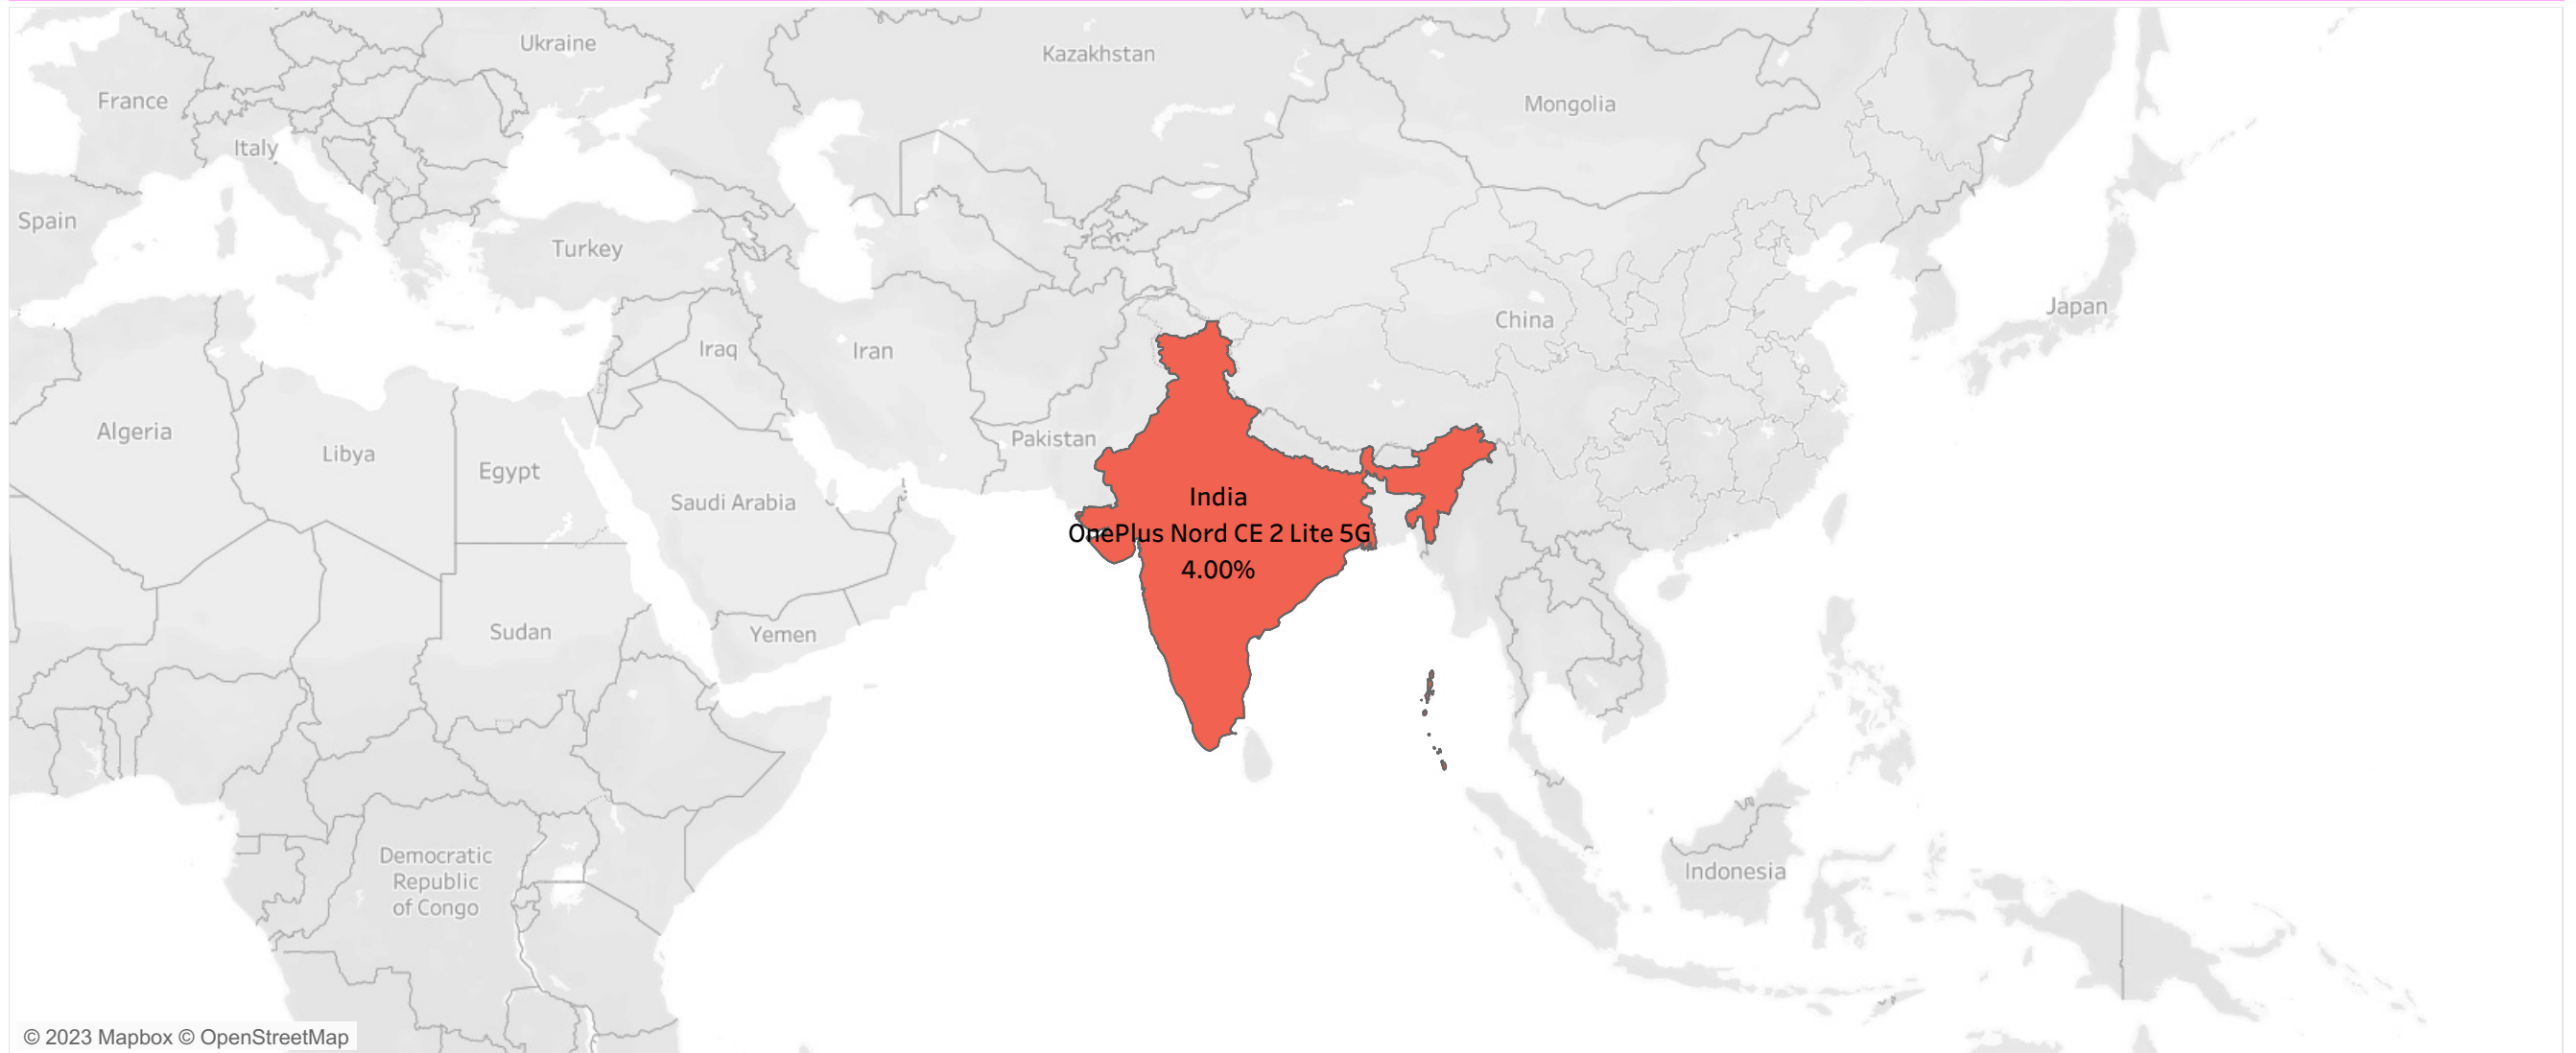 Ukraine
Kazakhstan
France
Mongolia
Italy
Spain
Turkey
Japan
China
Iraq
Iran
Algeria
Pakistan
Libya
Egypt
India
Saudi Arabia
OnePlus Nord CE 2 Lite 5G
4.00%
Sudan
Yemen
Democratic
Republic
of Congo
Indonesia
© 2023 Mapbox © OpenStreetMap